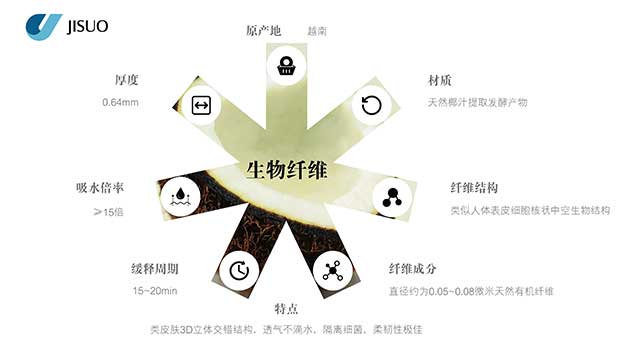 JISUO
原产地
越南
厚度
0.64mm
材质
天然椰汁提取发酵产物
生物纤维
吸水倍率
≥15倍
纤维结构
类似人体表皮细胞核状中空生物结构
缓释周期
15~20min
纤维成分
直径约为0.05~0.08微米天然有机纤维
特点
类皮肤3D立体交错结构、透气不滴水、隔离细菌、柔韧性极佳